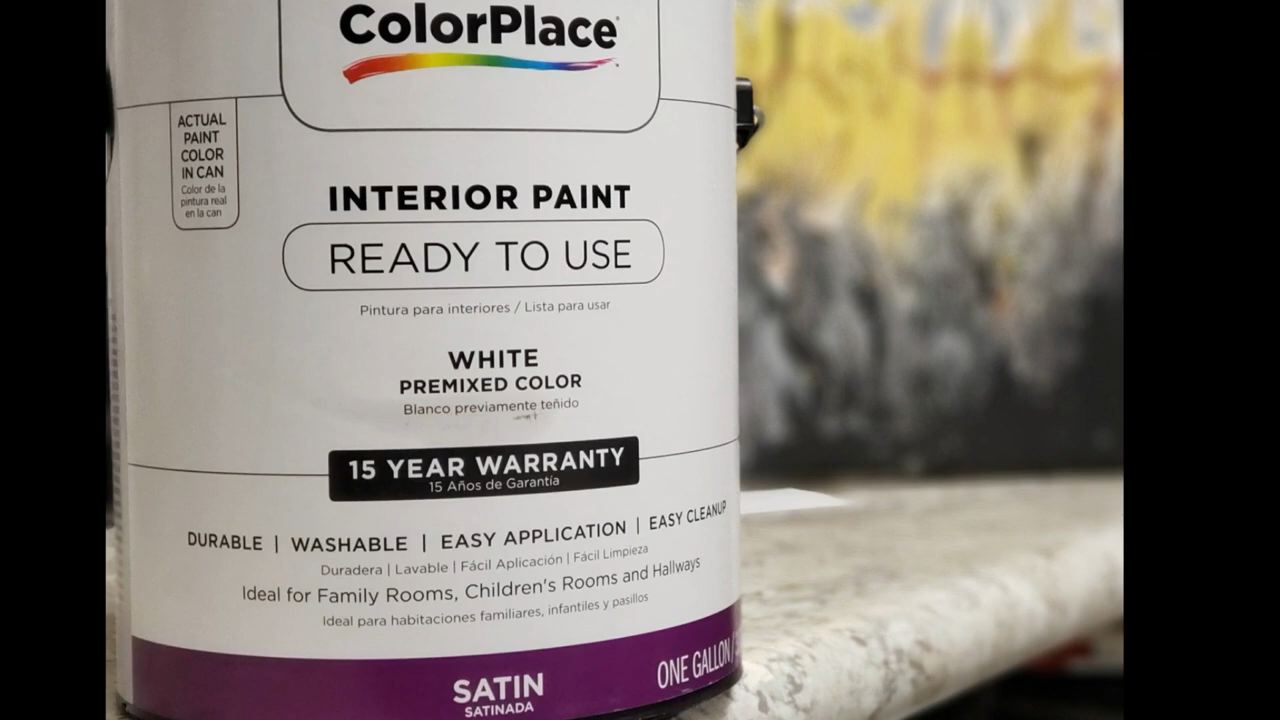 ColorPlace
ACTUAL
PAINT
COLOR
IN CAN
Color de la
pintura real
en la can
INTERIOR PAINT
READY TO USE
Pintura para interiores / Lista para usar
WHITE
PREMIXED COLOR
Blanco previamente teñido
15 YEAR WARRANTY
15 Años de Garantía
DURABLE | WASHABLE | EASY APPLICATION | EASY CLEANUP
Duradera | Lavable | Fácil Aplicación | Fácil Limpieza
Ideal for Family Rooms, Children's Rooms and Hallways
Ideal para habitaciones familiares, infantiles y pasillos
ONE GALLON /
SATIN
SATINADA